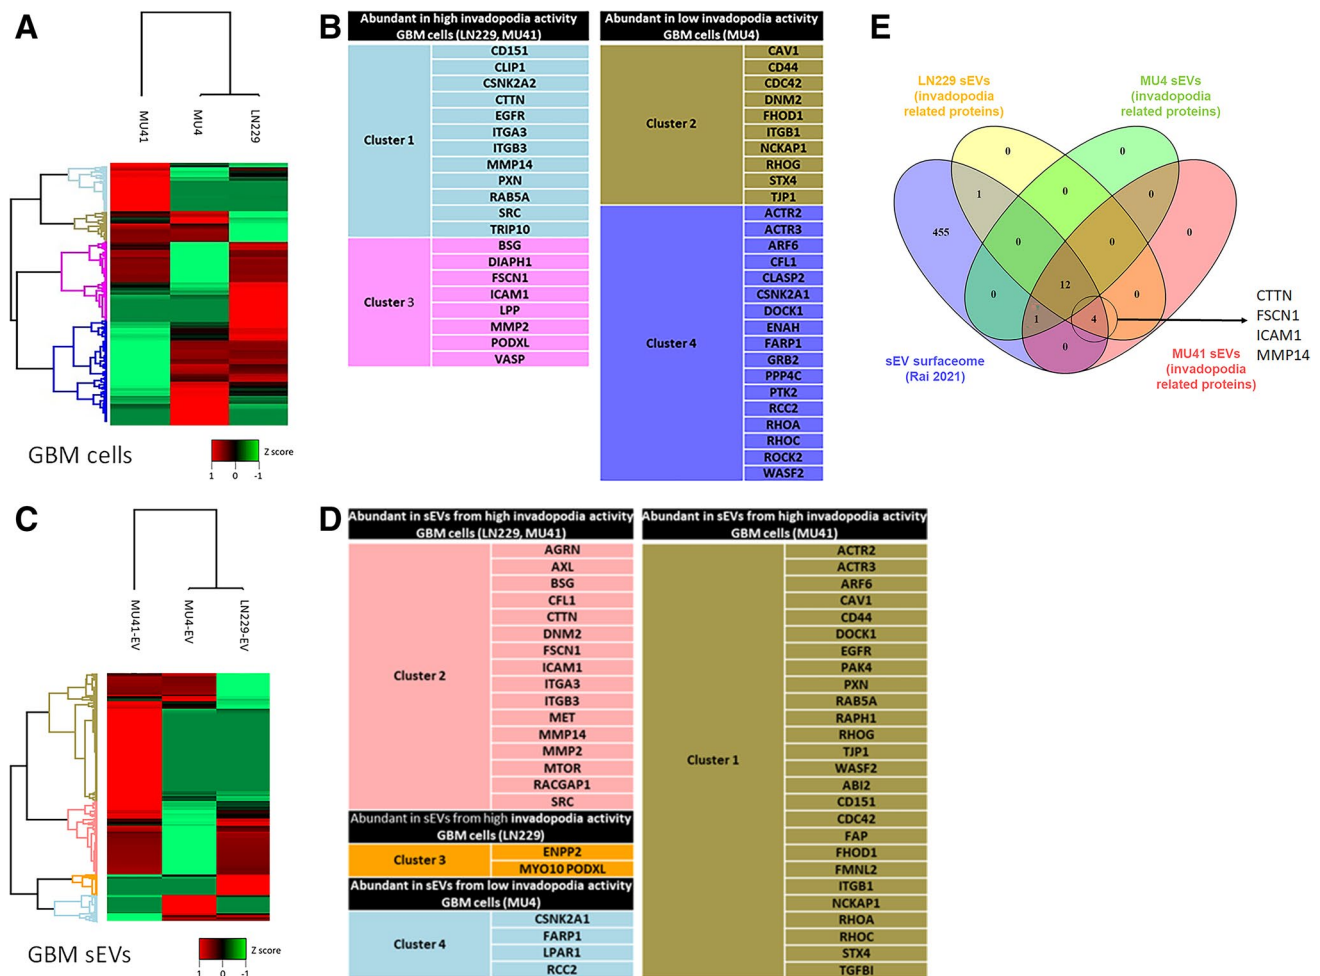 A
MU41
MU4
LN229
GBM cells
Z score
1 0 -1
B
Abundant in high invadopodia activity
GBM cells (LN229, MU41)
Cluster 1
CD151
CLIP1
CSNK2A2
CTTN
EGFR
ITGA3
ITGB3
MMP14
PXN
RAB5A
SRC
TRIP10
Cluster 3
BSG
DIAPH1
FSCN1
ICAM1
LPP
MMP2
PODXL
VASP
Abundant in low invadopodia activity
GBM cells (MU4)
Cluster 2
CAV1
CD44
CDC42
DNM2
FHOD1
ITGB1
NCKAP1
RHOG
STX4
TJP1
Cluster 4
ACTR2
ACTR3
ARF6
CFL1
CLASP2
CSNK2A1
DOCK1
ENAH
FARP1
GRB2
PPP4C
PTK2
RCC2
RHOA
RHOC
ROCK2
WASF2
E
LN229 sEVs
(invadopodia
related proteins)
MU4 sEVs
(invadopodia
related proteins)
0
0
1
0
0
455
0
0
0
12
0
0
1
4
0
sEV surfaceome
(Rai 2021)
MU41 sEVs
(invadopodia
related proteins)
CTTN
FSCN1
ICAM1
MMP14
C
MU41-EV
MU4-EV
LN229-EV
GBM sEVs
Z score
1 0 -1
D
Abundant in sEVs from high invadopodia activity
GBM cells (LN229, MU41)
Cluster 2
AGRN
AXL
BSG
CFL1
CTTN
DNM2
FSCN1
ICAM1
ITGA3
ITGB3
MET
MMP14
MMP2
MTOR
RACGAP1
SRC
Abundant in sEVs from high invadopodia activity
GBM cells (LN229)
Cluster 3
ENPP2
MYO10 PODXL
Abundant in sEVs from low invadopodia activity
GBM cells (MU4)
Cluster 4
CSNK2A1
FARP1
LPAR1
RCC2
Abundant in sEVs from high invadopodia activity
GBM cells (MU41)
Cluster 1
ACTR2
ACTR3
ARF6
CAV1
CD44
DOCK1
EGFR
PAK4
PXN
RAB5A
RAPH1
RHOG
TJP1
WASF2
ABI2
CD151
CDC42
FAP
FHOD1
FMNL2
ITGB1
NCKAP1
RHOA
RHOC
STX4
TGFBI